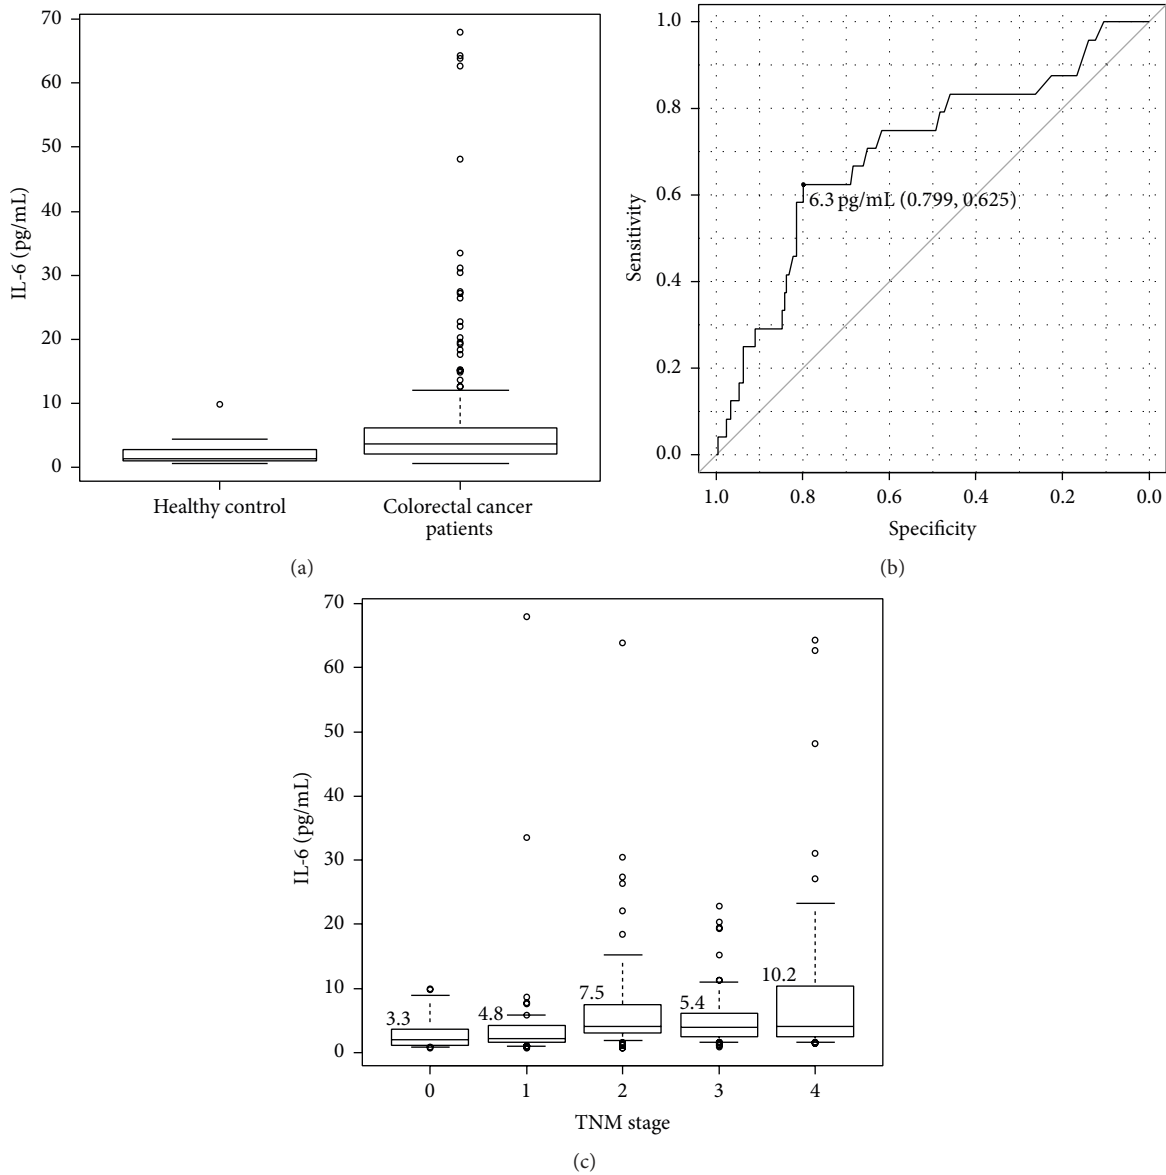 70
60
50
40
30
20
10
0
IL-6 (pg/mL)
Healthy control
Colorectal cancer
patients
(a)
1.0
0.8
0.6
0.4
0.2
0.0
Sensitivity
6.3 pg/mL (0.799, 0.625)
1.0 0.8 0.6 0.4 0.2 0.0
Specificity
(b)
70
60
50
40
30
20
10
0
IL-6 (pg/mL)
3.3
4.8
7.5
5.4
10.2
0 1 2 3 4
TNM stage
(c)